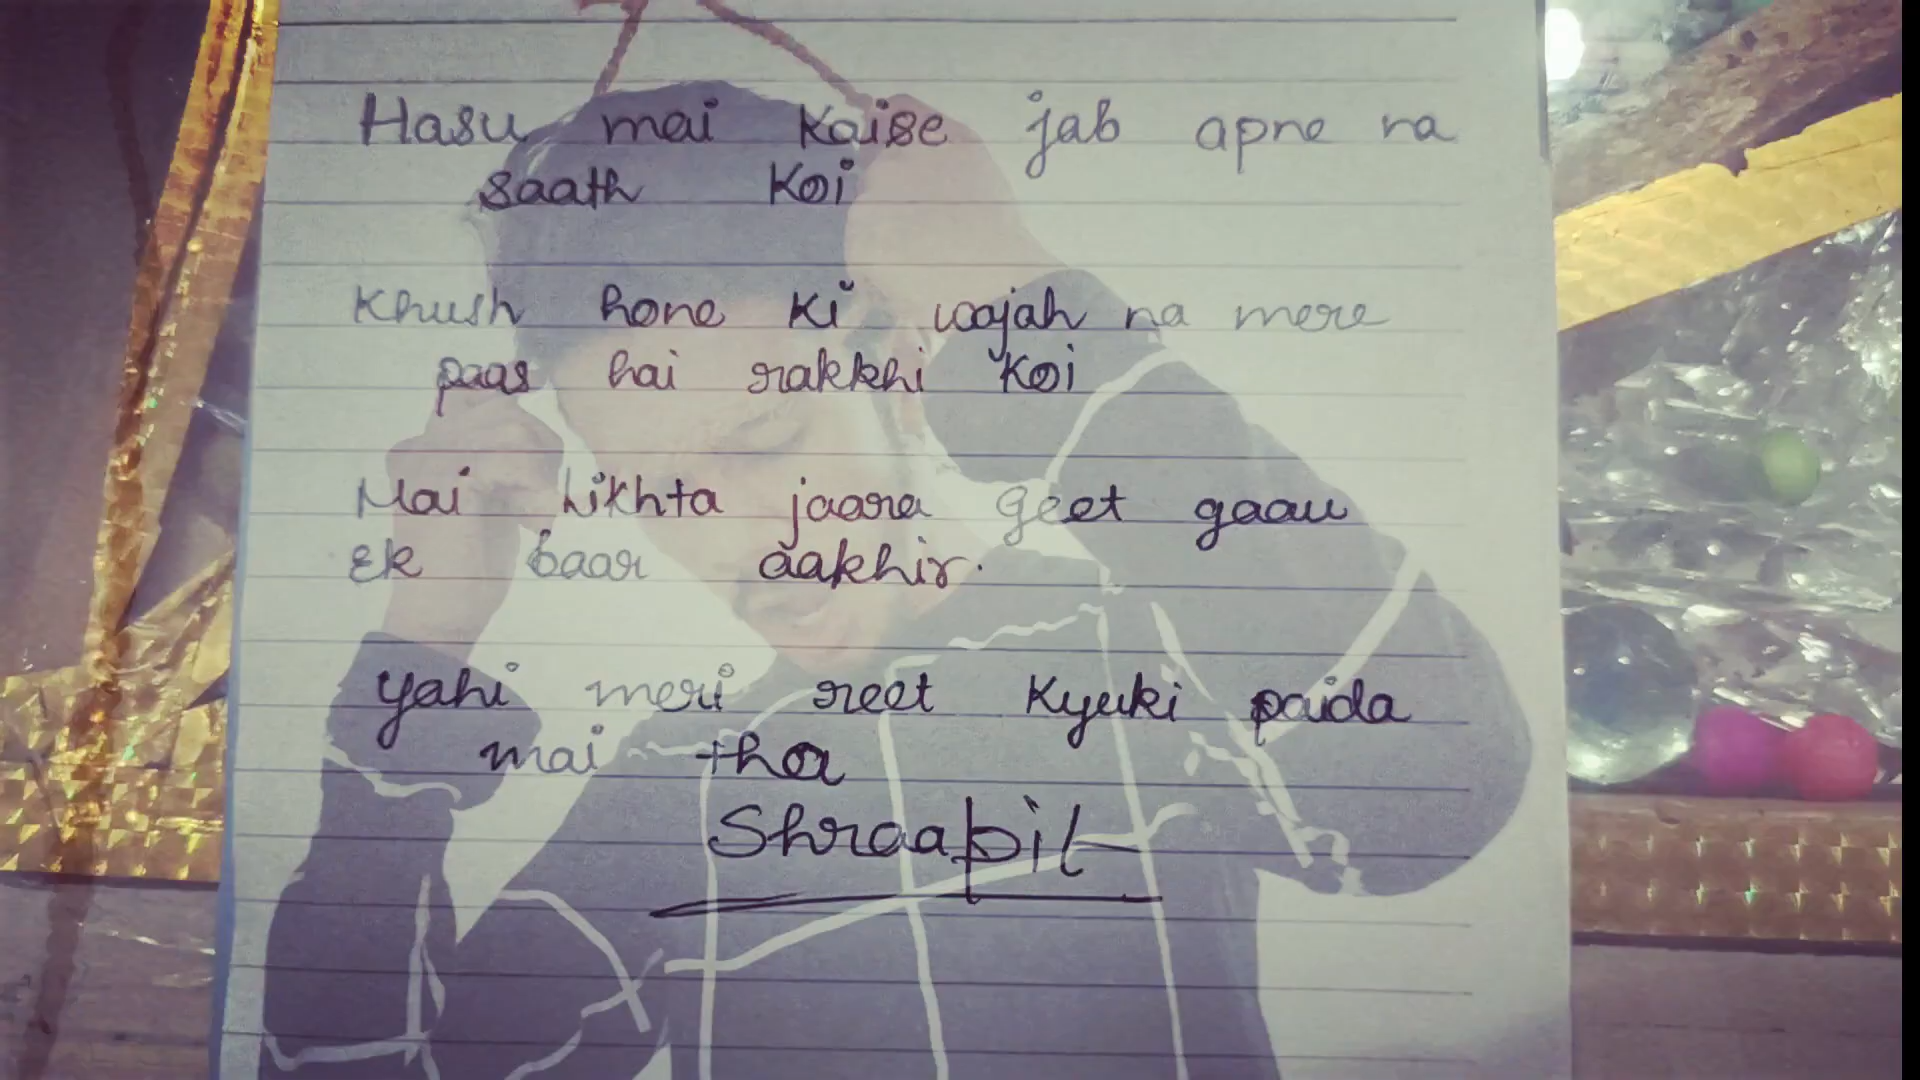 Hasu mai kaise jab apne na
saath koi
Khush hone ki wajah na mere
paas hai rakkhi koi
Mai likhta jaara geet gaau
Ek baar aakhir.
Yahi meri reet kyuki paida
mai tha
Shraapit